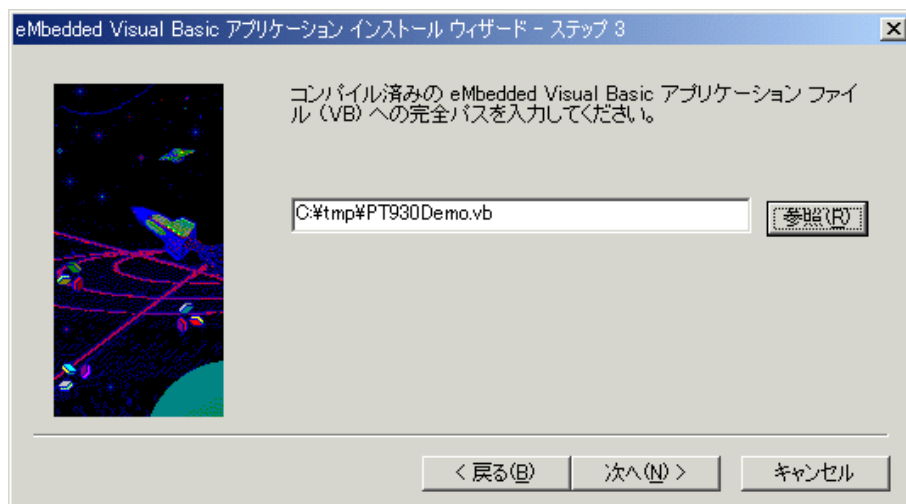 eMbedded Visual Basic アプリケーション インストール ウィザード - ステップ 3
コンパイル済みの eMbedded Visual Basic アプリケーション ファイ
ル (VB) への完全パスを入力してください。
C:¥tmp¥PT930Demo.vb
参照(R)
< 戻る(B)
次へ(N) >
キャンセル